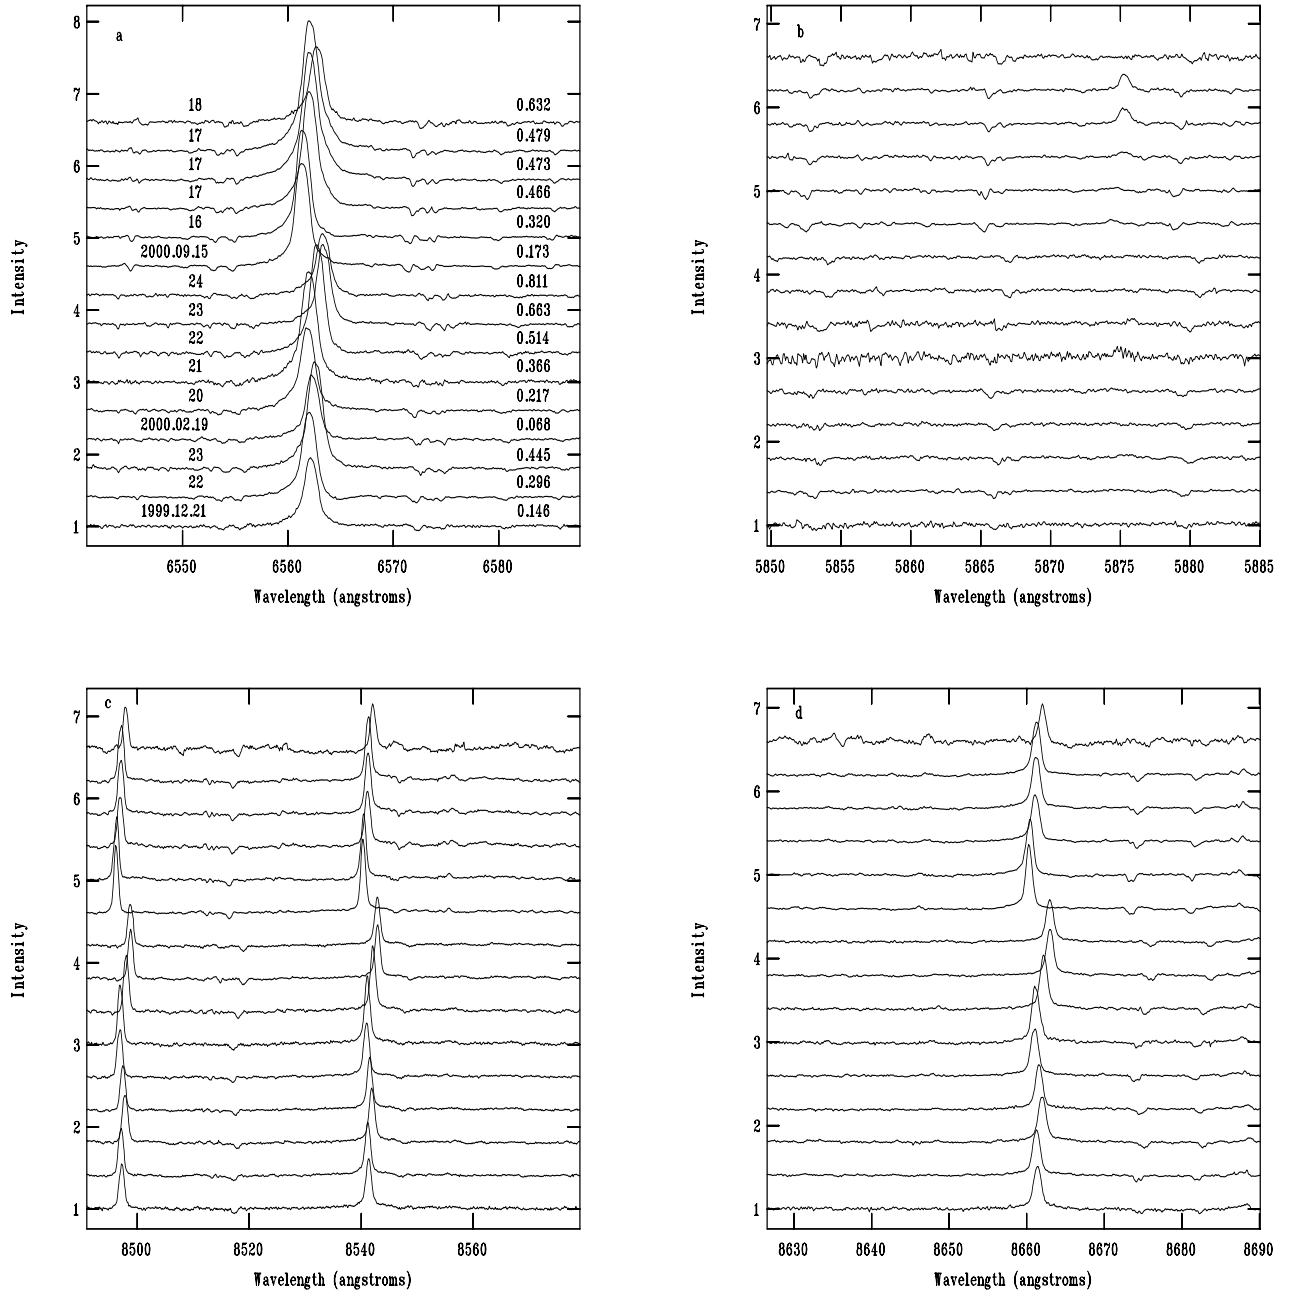 a
8
7
6
5
4
3
2
1
Intensity
18 0.632
17 0.479
17 0.473
17 0.466
16 0.320
2000.09.15 0.173
24 0.811
23 0.663
22 0.514
21 0.366
20 0.217
2000.02.19 0.068
23 0.445
22 0.296
1999.12.21 0.146
6550 6560 6570 6580
Wavelength (angstroms)
b
7
6
5
4
3
2
1
Intensity
5850 5855 5860 5865 5870 5875 5880 5885
Wavelength (angstroms)
c
7
6
5
4
3
2
1
Intensity
8500 8520 8540 8560
Wavelength (angstroms)
d
7
6
5
4
3
2
1
Intensity
8630 8640 8650 8660 8670 8680 8690
Wavelength (angstroms)